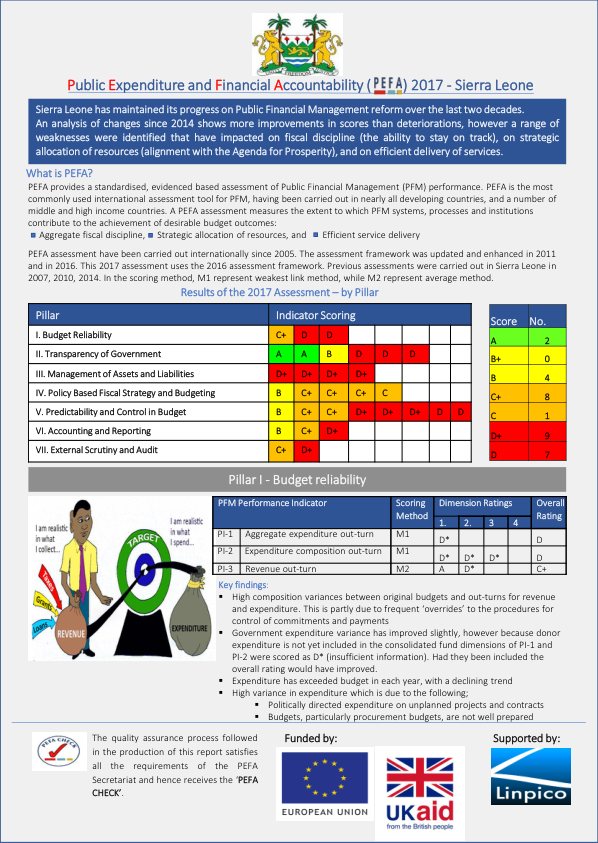 Public Expenditure and Financial Accountability ( PEFA) 2017 - Sierra Leone
Sierra Leone has maintained its progress on Public Financial Management reform over the last two decades.
An analysis of changes since 2014 shows more improvements in scores than deteriorations, however a range of
weaknesses were identified that have impacted on fiscal discipline (the ability to stay on track), on strategic
allocation of resources (alignment with the Agenda for Prosperity), and on efficient delivery of services.
What is PEFA?
PEFA provides a standardised, evidenced based assessment of Public Financial Management (PFM) performance. PEFA is the most
commonly used international assessment tool for PFM, having been carried out in nearly all developing countries, and a number of
middle and high income countries. A PEFA assessment measures the extent to which PFM systems, processes and institutions
contribute to the achievement of desirable budget outcomes:
▪ Aggregate fiscal discipline, ▪ Strategic allocation of resources, and ▪ Efficient service delivery
PEFA assessment have been carried out internationally since 2005. The assessment framework was updated and enhanced in 2011
and in 2016. This 2017 assessment uses the 2016 assessment framework. Previous assessments were carried out in Sierra Leone in
2007, 2010, 2014. In the scoring method, M1 represent weakest link method, while M2 represent average method.
Results of the 2017 Assessment – by Pillar
Pillar Indicator Scoring
I. Budget Reliability C+ D D
II. Transparency of Government A A B D D D
III. Management of Assets and Liabilities D+ D+ D+ D+
IV. Policy Based Fiscal Strategy and Budgeting B C+ C+ C+ C
V. Predictability and Control in Budget B C+ C+ D+ D+ D+ D D
VI. Accounting and Reporting B C+ D+
VII. External Scrutiny and Audit C+ D+
Score No.
A 2
B+ 0
B 4
C+ 8
C 1
D+ 9
D 7
Pillar I - Budget reliability
I am realistic
in what
I collect...
I am realistic
in what
I spend...
TARGET
Taxes
Grants
Loans
REVENUE
EXPENDITURE
PFM Performance Indicator Scoring Method Dimension Ratings Overall Rating
1. 2. 3 4
PI-1 Aggregate expenditure out-turn M1 D* D
PI-2 Expenditure composition out-turn M1 D* D* D* D
PI-3 Revenue out-turn M2 A D* C+
Key findings:
▪ High composition variances between original budgets and out-turns for revenue
and expenditure. This is partly due to frequent ‘overrides’ to the procedures for
control of commitments and payments
▪ Government expenditure variance has improved slightly, however because donor
expenditure is not yet included in the consolidated fund dimensions of PI-1 and
PI-2 were scored as D* (insufficient information). Had they been included the
overall rating would have improved.
▪ Expenditure has exceeded budget in each year, with a declining trend
▪ High variance in expenditure which is due to the following;
▪ Politically directed expenditure on unplanned projects and contracts
▪ Budgets, particularly procurement budgets, are not well prepared
PEFA CHECK
The quality assurance process followed
in the production of this report satisfies
all the requirements of the PEFA
Secretariat and hence receives the ‘PEFA
CHECK’.
Funded by:
EUROPEAN UNION
UKaid
from the British people
Supported by:
Linpico